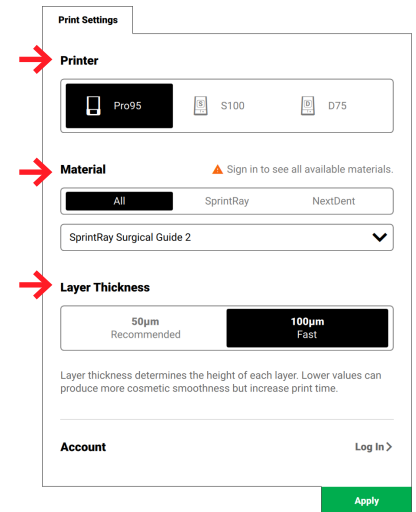 Print Settings
Printer
Pro95
S
S100
D
D75
Material
Sign in to see all available materials.
All
SprintRay
NextDent
SprintRay Surgical Guide 2
Layer Thickness
50µm
Recommended
100µm
Fast
Layer thickness determines the height of each layer. Lower values can
produce more cosmetic smoothness but increase print time.
Account
Log In
Apply